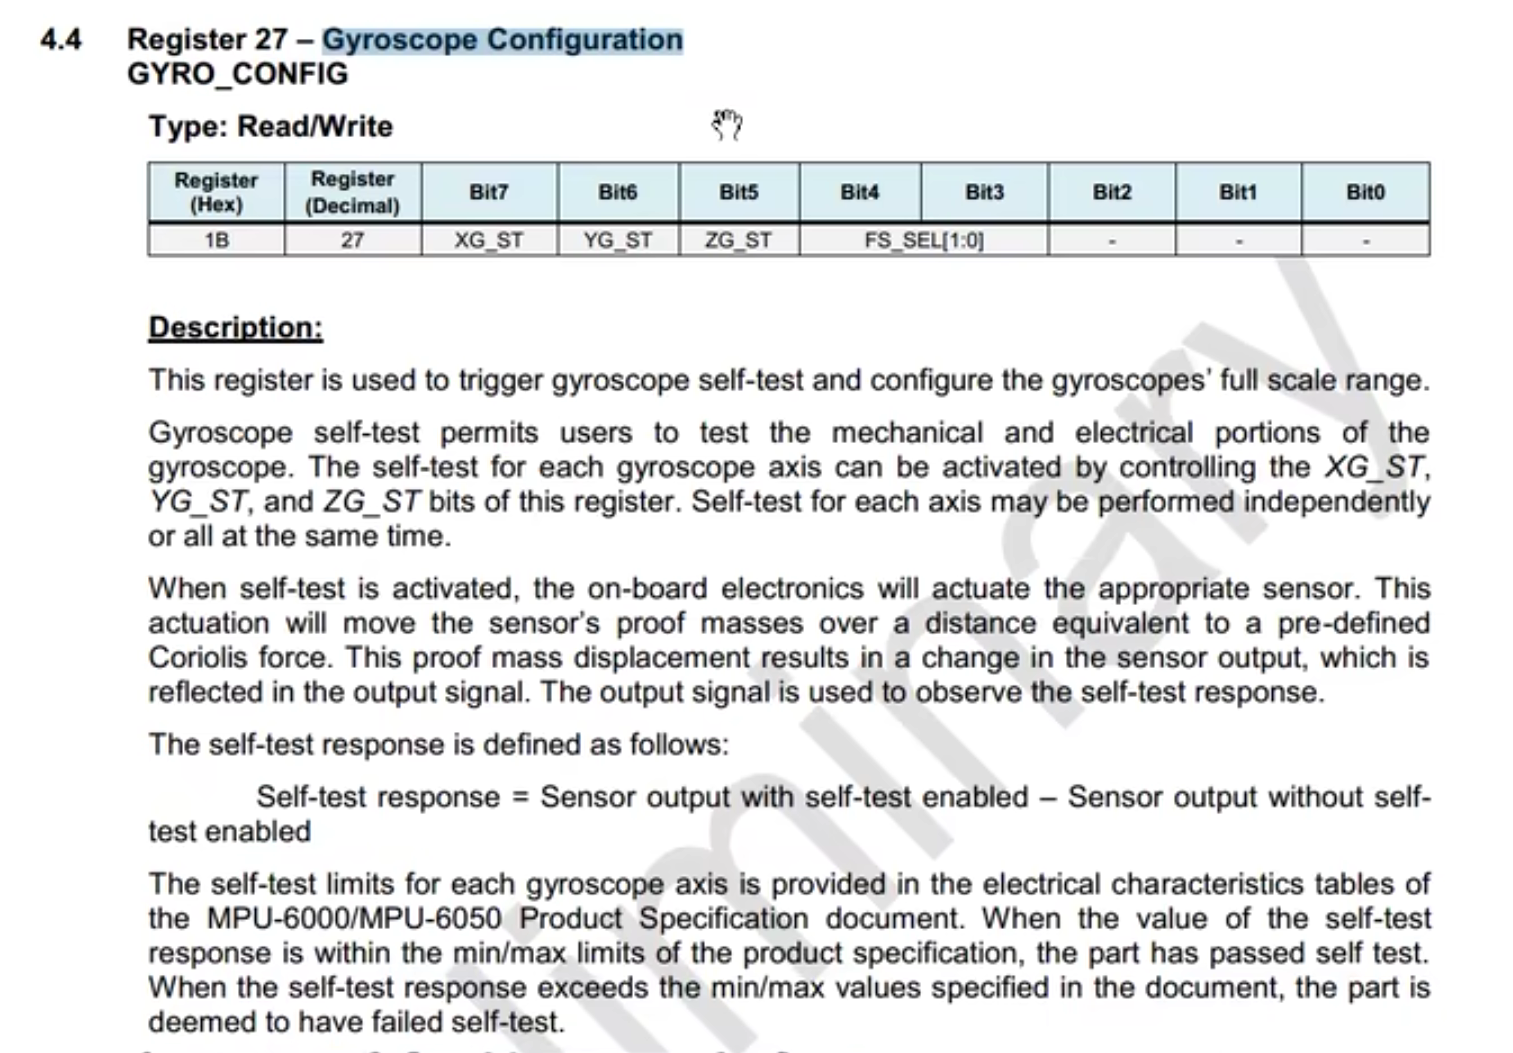 4.4 Register 27 – Gyroscope Configuration
GYRO_CONFIG
Type: Read/Write
Register (Hex) Register (Decimal) Bit7 Bit6 Bit5 Bit4 Bit3 Bit2 Bit1 Bit0
1B 27 XG_ST YG_ST ZG_ST FS_SEL[1:0] - - -
Description:
This register is used to trigger gyroscope self-test and configure the gyroscopes' full scale range.
Gyroscope self-test permits users to test the mechanical and electrical portions of the
gyroscope. The self-test for each gyroscope axis can be activated by controlling the XG_ST,
YG_ST, and ZG_ST bits of this register. Self-test for each axis may be performed independently
or all at the same time.
When self-test is activated, the on-board electronics will actuate the appropriate sensor. This
actuation will move the sensor's proof masses over a distance equivalent to a pre-defined
Coriolis force. This proof mass displacement results in a change in the sensor output, which is
reflected in the output signal. The output signal is used to observe the self-test response.
The self-test response is defined as follows:
Self-test response = Sensor output with self-test enabled – Sensor output without self-
test enabled
The self-test limits for each gyroscope axis is provided in the electrical characteristics tables of
the MPU-6000/MPU-6050 Product Specification document. When the value of the self-test
response is within the min/max limits of the product specification, the part has passed self test.
When the self-test response exceeds the min/max values specified in the document, the part is
deemed to have failed self-test.